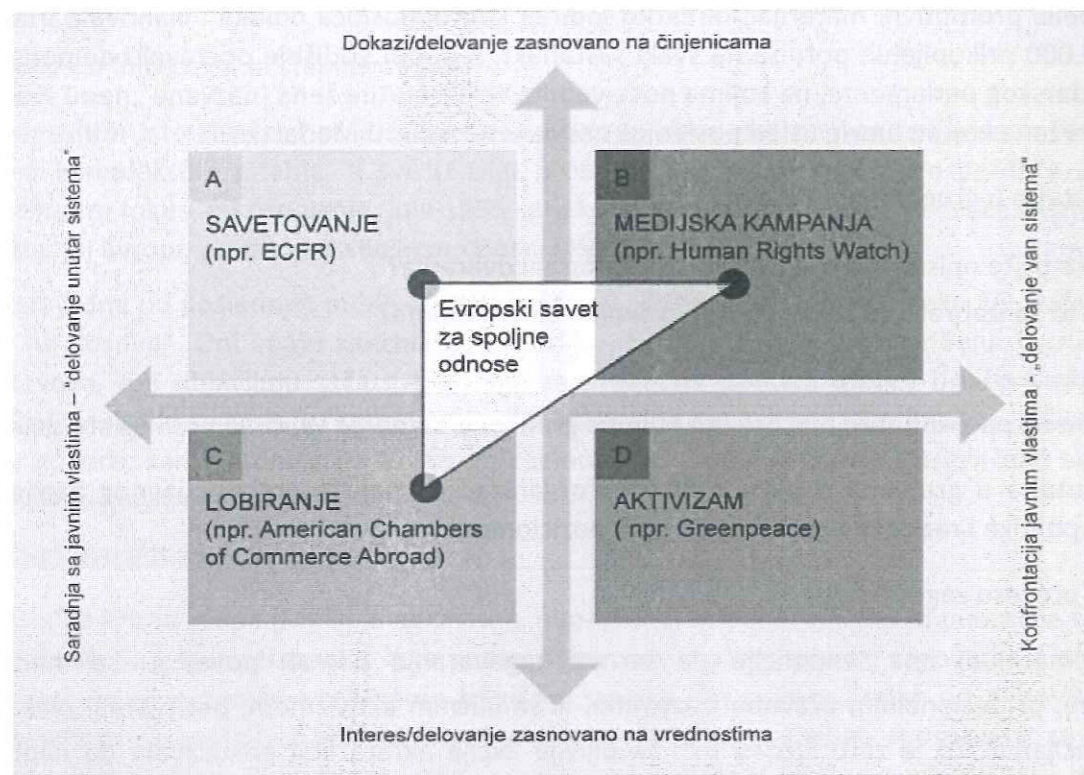 Dokazi/delovanje zasnovano na činjenicama
Saradnja sa javnim vlastima – "delovanje unutar sistema"
A
SAVETOVANJE
(npr. ECFR)
B
MEDIJSKA KAMPANJA
(npr. Human Rights Watch)
Evropski savet
za spoljne
odnose
C
LOBIRANJE
(npr. American Chambers
of Commerce Abroad)
D
AKTIVIZAM
( npr. Greenpeace)
Konfrontacija javnim vlastima - „delovanje van sistema"
Interes/delovanje zasnovano na vrednostima